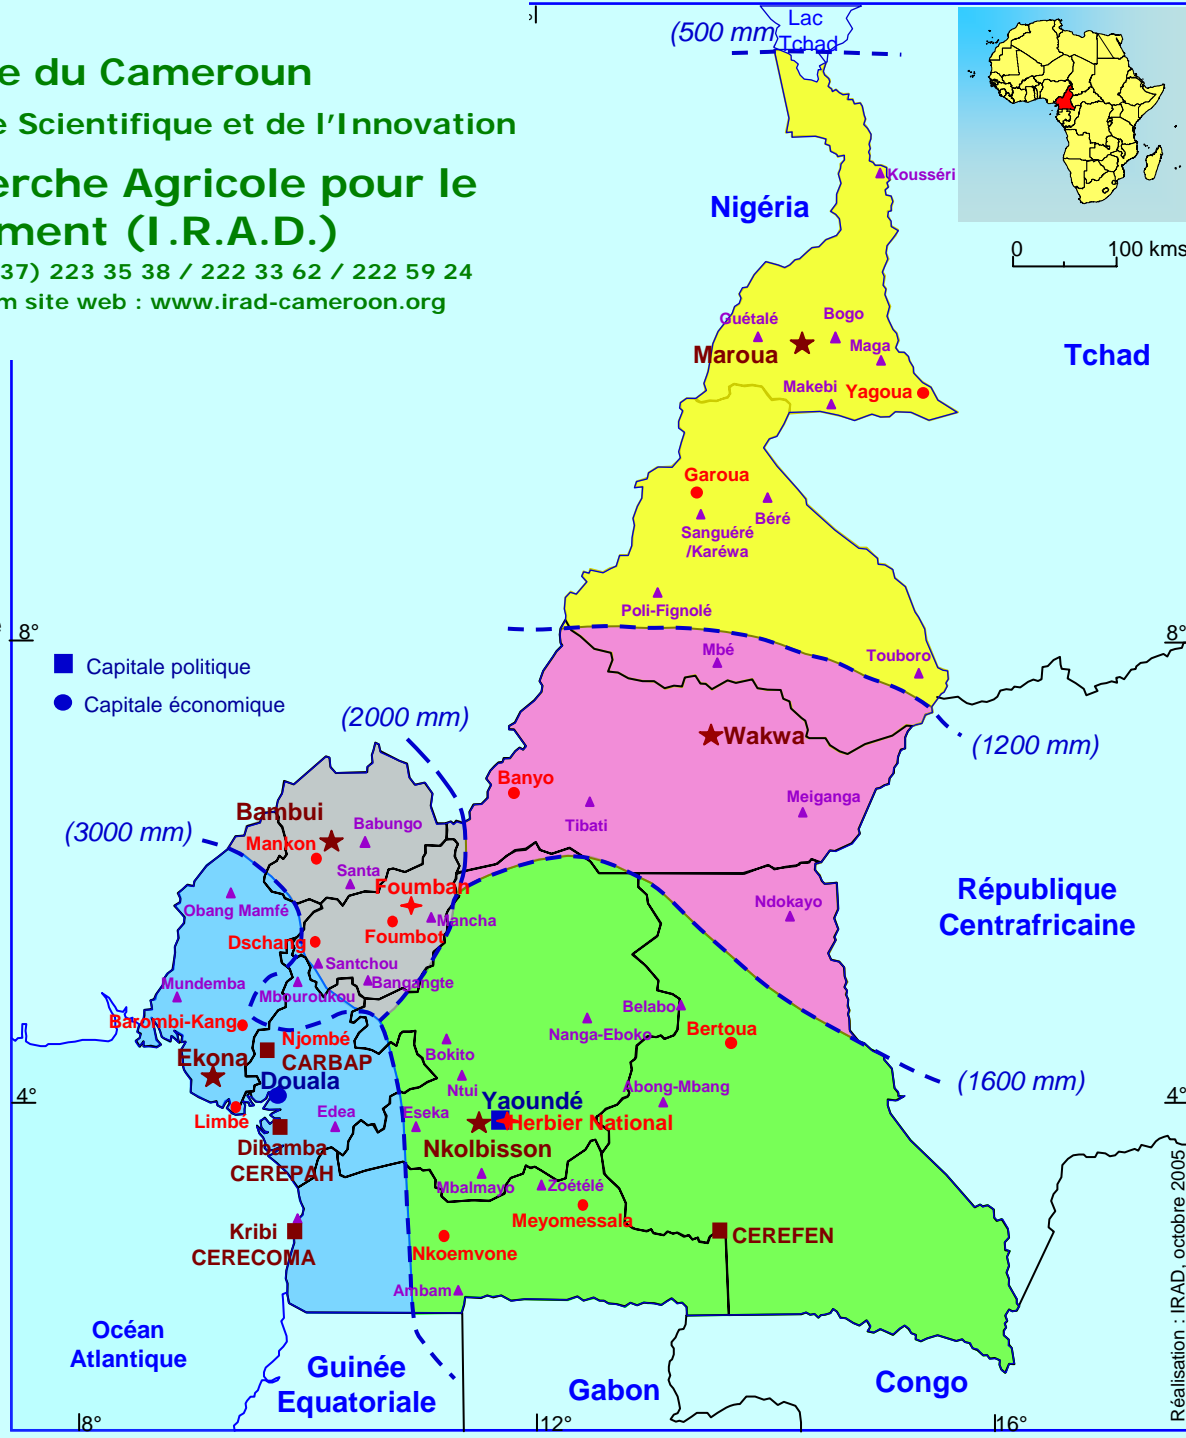 e du Cameroun
e Scientifique et de l'Innovation
erche Agricole pour le
ment (I.R.A.D.)
37) 223 35 38 / 222 33 62 / 222 59 24
m site web : www.irad-cameroon.org
(500 mm
Lac
Tchad
Kousséri
Nigéria
0 100 kms
Guétalé
Bogo
Maroua
Maga
Tchad
Makebi
Yagoua
Garoua
Béré
Sanguéré
/Karéwa
Poli-Fignolé
8°
8°
Mbé
Touboro
Capitale politique
Capitale économique
(2000 mm)
Wakwa
(1200 mm)
Banyo
Meiganga
Tibati
Bambui
Babungo
(3000 mm)
Mankon
Santa
Foumban
République
Centrafricaine
Ndokayo
Obang Mamfé
Mancha
Foumbot
Dschang
Santchou
Bangangte
Mundemba
Mbouroukou
Belabo
Barombi-Kang
Nanga-Eboko
Bertoua
Njombé
CARBAP
Bokito
Ekona
Douala
Ntui
Abong-Mbang
(1600 mm)
4°
4°
Yaoundé
Limbé
Edea
Eseka
Herbier National
Dibamba
CEREPAH
Nkolbisson
Mbalmayo
Zoétélé
Meyomessala
Kribi
CERECOMA
CEREFEN
Nkoemvone
Ambam
Océan
Atlantique
Guinée
Equatoriale
Gabon
Congo
8°
12°
16°
Réalisation : IRAD, octobre 2005